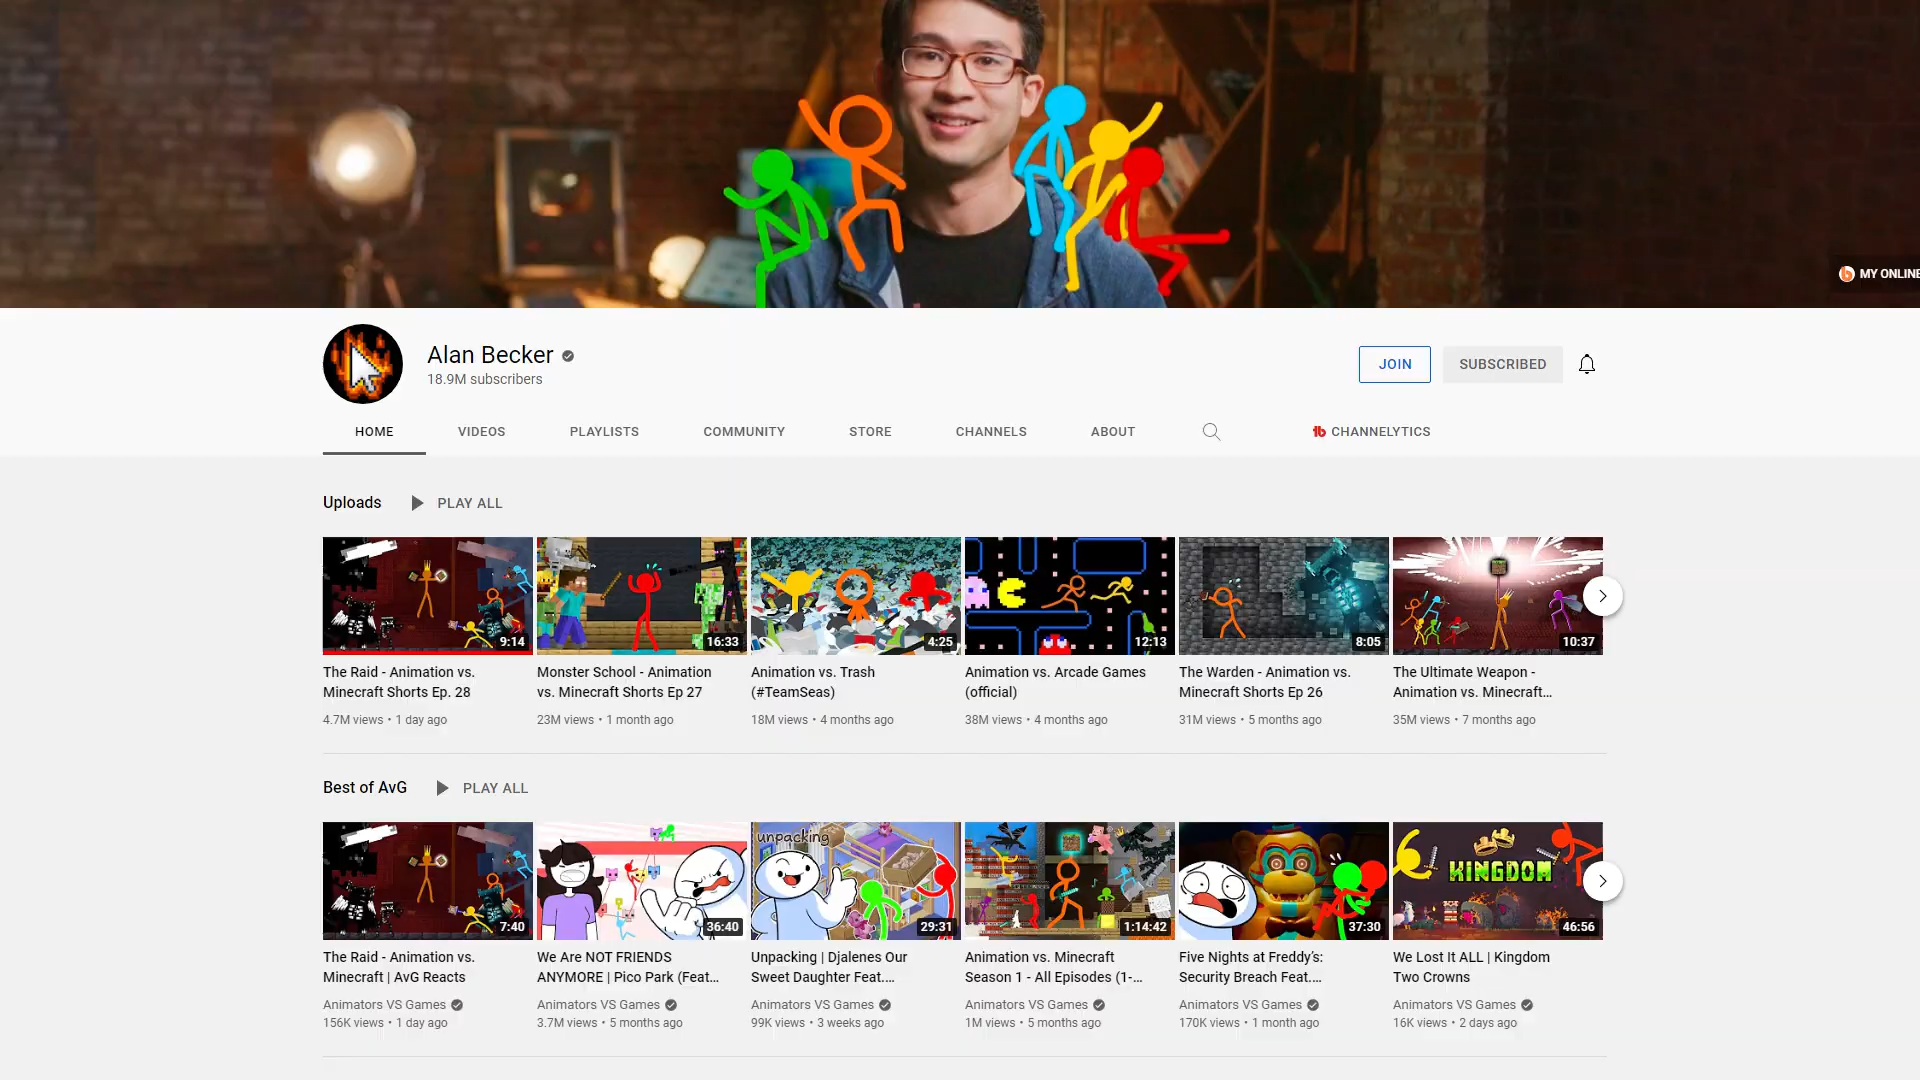 MY ONLINE
Alan Becker
18.9M subscribers
JOIN
SUBSCRIBED
HOME
VIDEOS
PLAYLISTS
COMMUNITY
STORE
CHANNELS
ABOUT
CHANNELYTICS
Uploads
PLAY ALL
9:14
16:33
4:25
12:13
8:05
10:37
The Raid - Animation vs.
Minecraft Shorts Ep. 28
4.7M views • 1 day ago
Monster School - Animation
vs. Minecraft Shorts Ep 27
23M views • 1 month ago
Animation vs. Trash
(#TeamSeas)
18M views • 4 months ago
Animation vs. Arcade Games
(official)
38M views • 4 months ago
The Warden - Animation vs.
Minecraft Shorts Ep 26
31M views • 5 months ago
The Ultimate Weapon -
Animation vs. Minecraft...
35M views • 7 months ago
Best of AvG
PLAY ALL
7:40
36:40
unpacking
29:31
1:14:42
37:30
KINGDOM
46:56
The Raid - Animation vs.
Minecraft | AvG Reacts
Animators VS Games
156K views • 1 day ago
We Are NOT FRIENDS
ANYMORE | Pico Park (Feat...
Animators VS Games
3.7M views • 5 months ago
Unpacking | Djalenes Our
Sweet Daughter Feat....
Animators VS Games
99K views • 3 weeks ago
Animation vs. Minecraft
Season 1 - All Episodes (1-...
Animators VS Games
1M views • 5 months ago
Five Nights at Freddy's:
Security Breach Feat....
Animators VS Games
170K views • 1 month ago
We Lost It ALL | Kingdom
Two Crowns
Animators VS Games
16K views • 2 days ago